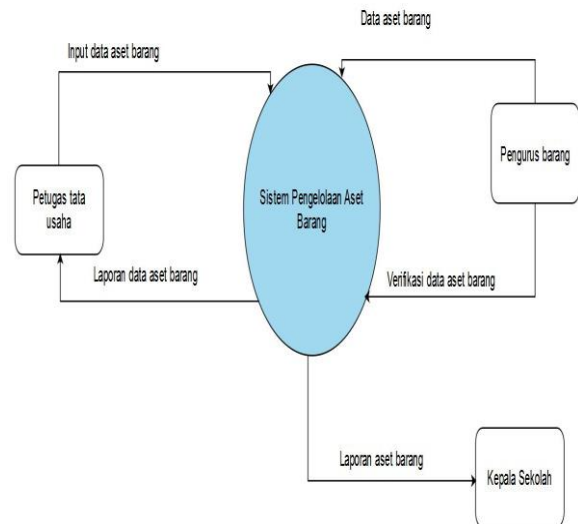 Data aset barang
Input data aset barang
Pengurus barang
Petugas tata
usaha
Sistem Pengelolaan Aset
Barang
Laporan data aset barang
Verifikasi data aset barang
Laporan aset barang
Kepala Sekolah